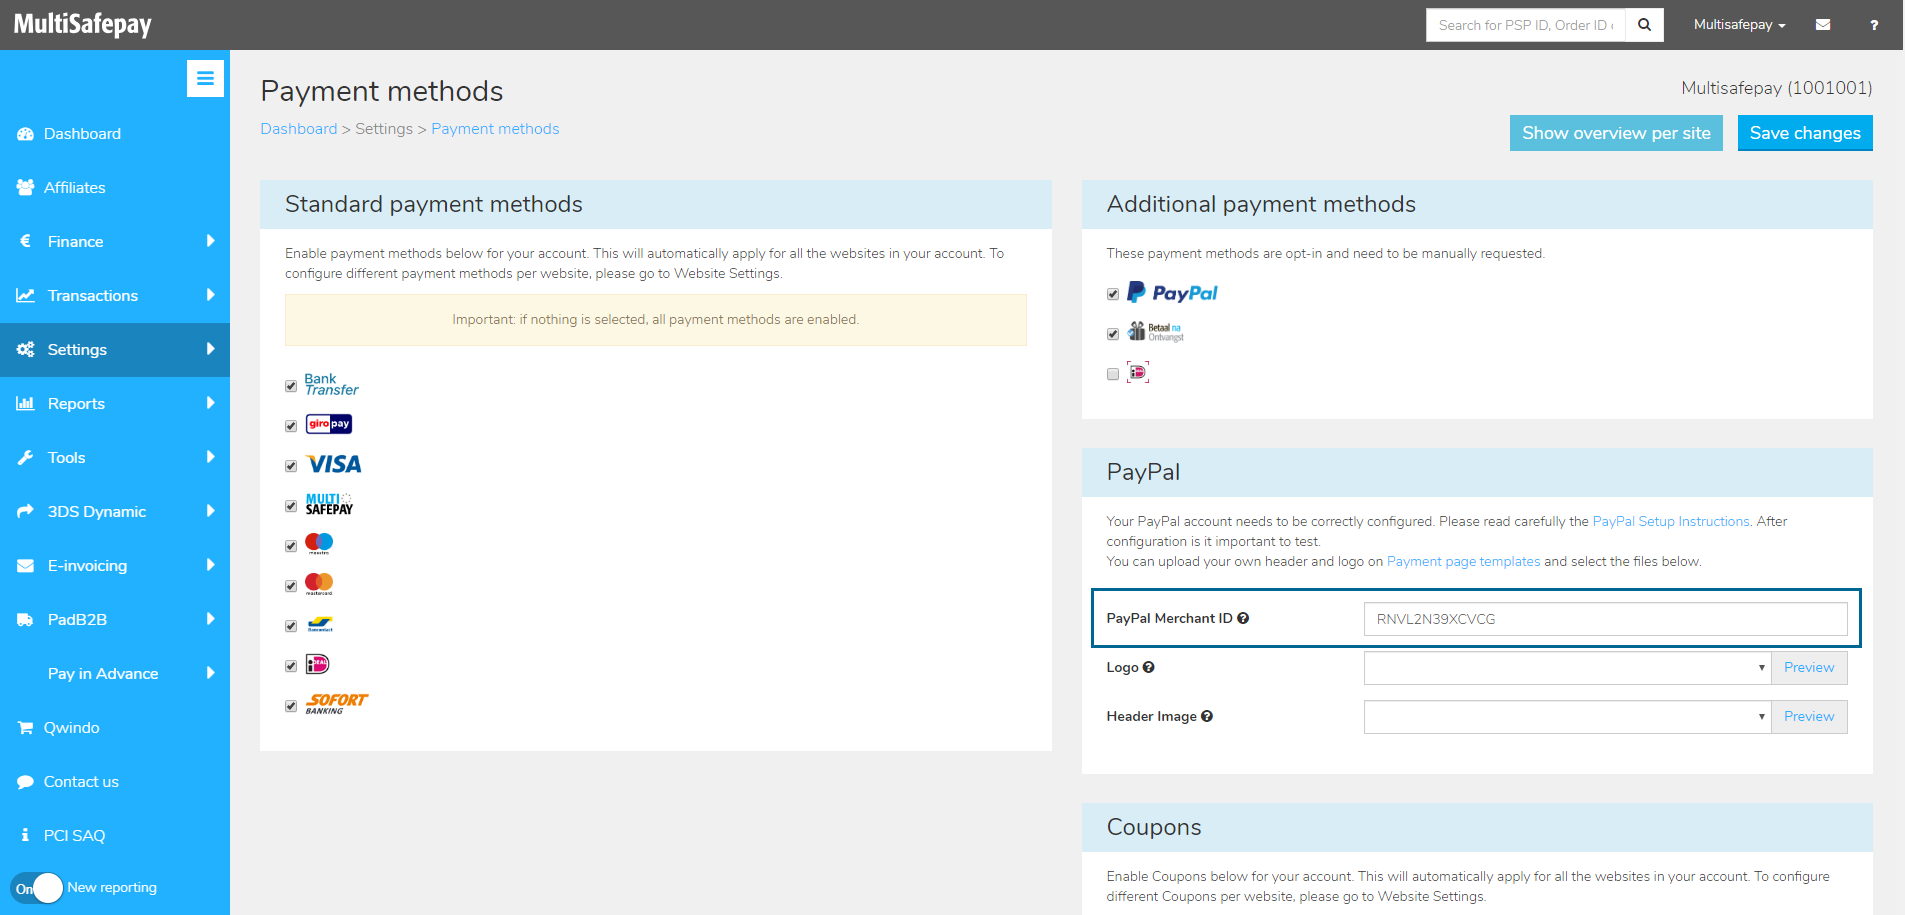 MultiSafepay
Search for PSP ID, Order ID
Multisafepay
?
Dashboard
Affiliates
€ Finance
Transactions
Settings
Reports
Tools
3DS Dynamic
E-invoicing
PadB2B
Pay in Advance
Qwindo
Contact us
PCI SAQ
On New reporting
Payment methods
Dashboard > Settings > Payment methods
Multisafepay (1001001)
Show overview per site
Save changes
Standard payment methods
Enable payment methods below for your account. This will automatically apply for all the websites in your account. To
configure different payment methods per website, please go to Website Settings.
Important: if nothing is selected, all payment methods are enabled.
Bank
Transfer
giropay
VISA
MULTI
SAFEPAY
maestro
mastercard
Bancontact
iDEAL
SOFORT
BANKING
Additional payment methods
These payment methods are opt-in and need to be manually requested.
PayPal
Betaal na
Ontvangst
PayPal
Your PayPal account needs to be correctly configured. Please read carefully the PayPal Setup Instructions. After
configuration is it important to test.
You can upload your own header and logo on Payment page templates and select the files below.
PayPal Merchant ID ?
RNVL2N39XCVCG
Logo ?
Preview
Header Image ?
Preview
Coupons
Enable Coupons below for your account. This will automatically apply for all the websites in your account. To configure
different Coupons per website, please go to Website Settings.